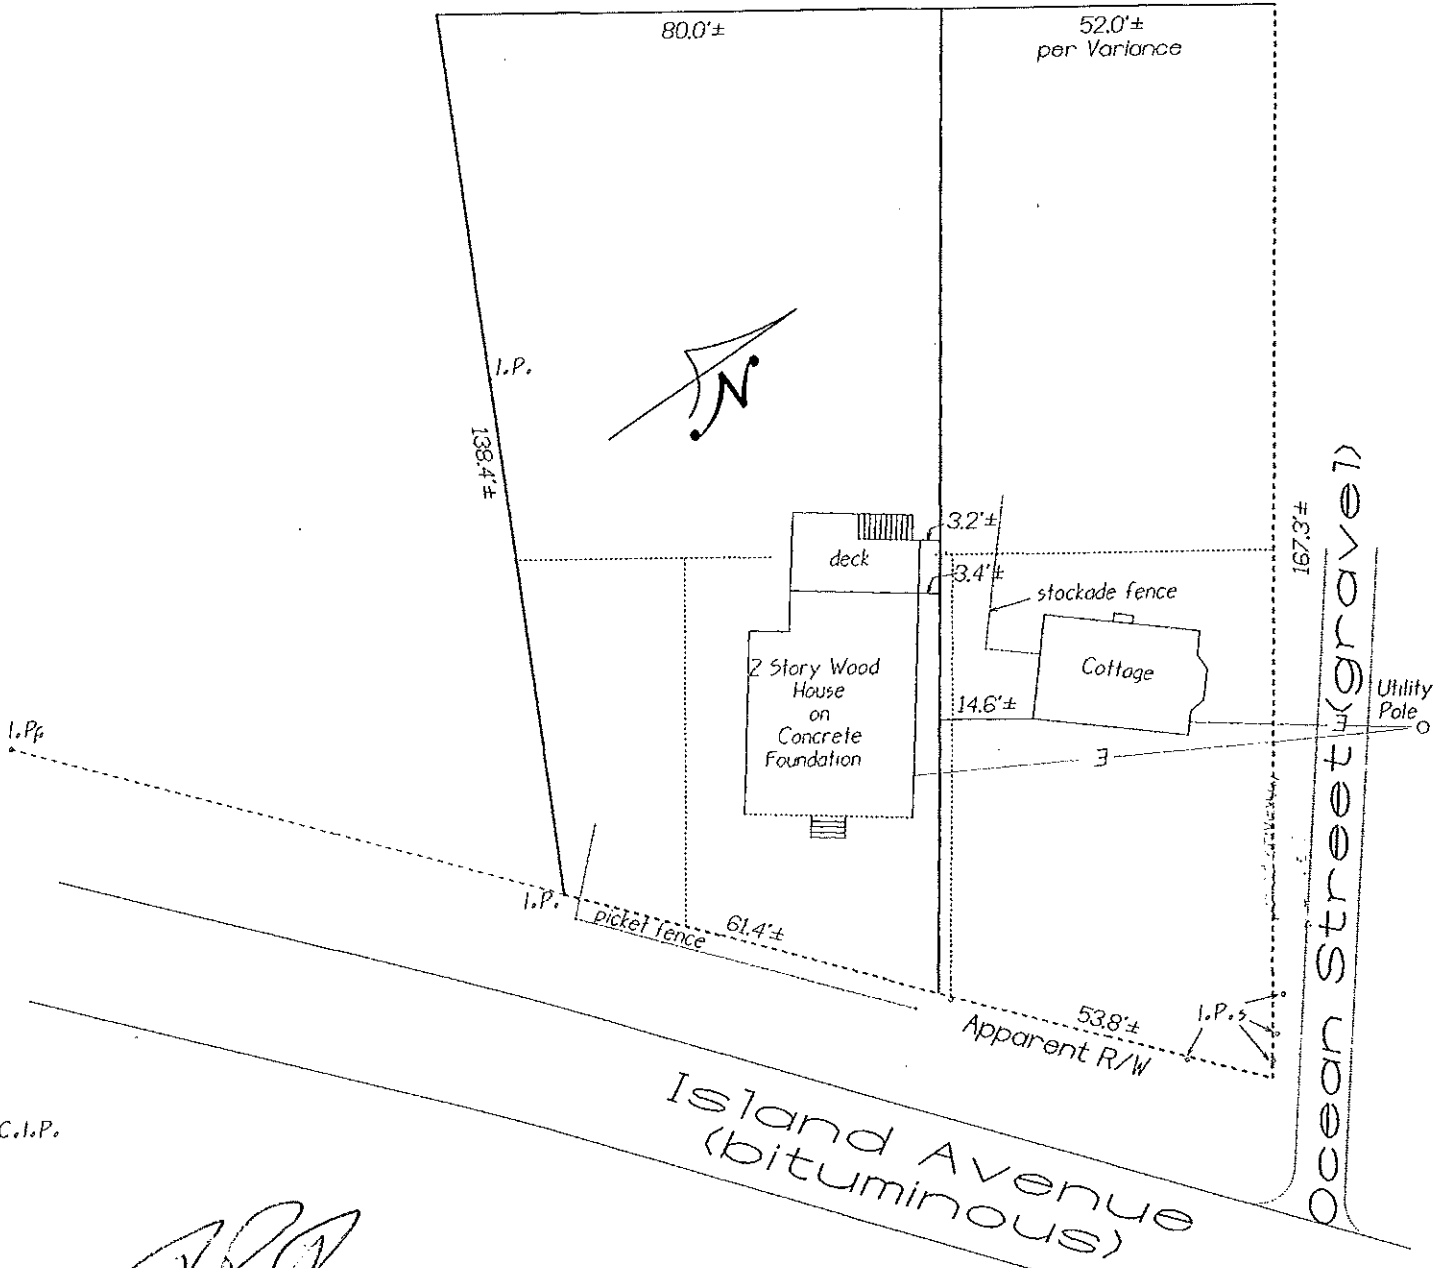 80.0'±
52.0'±
per Variance
I.P.
N
138.4'±
3.2'±
deck
3.4'±
stockade fence
167.3'±
Ocean Street (gravel)
2 Story Wood
House
on
Concrete
Foundation
Cottage
14.6'±
Utility
Pole
E
E
I.P.
picket fence
61.4'±
53.8'±
I.P.s
Apparent R/W
Island Avenue
(bituminous)
C.I.P.